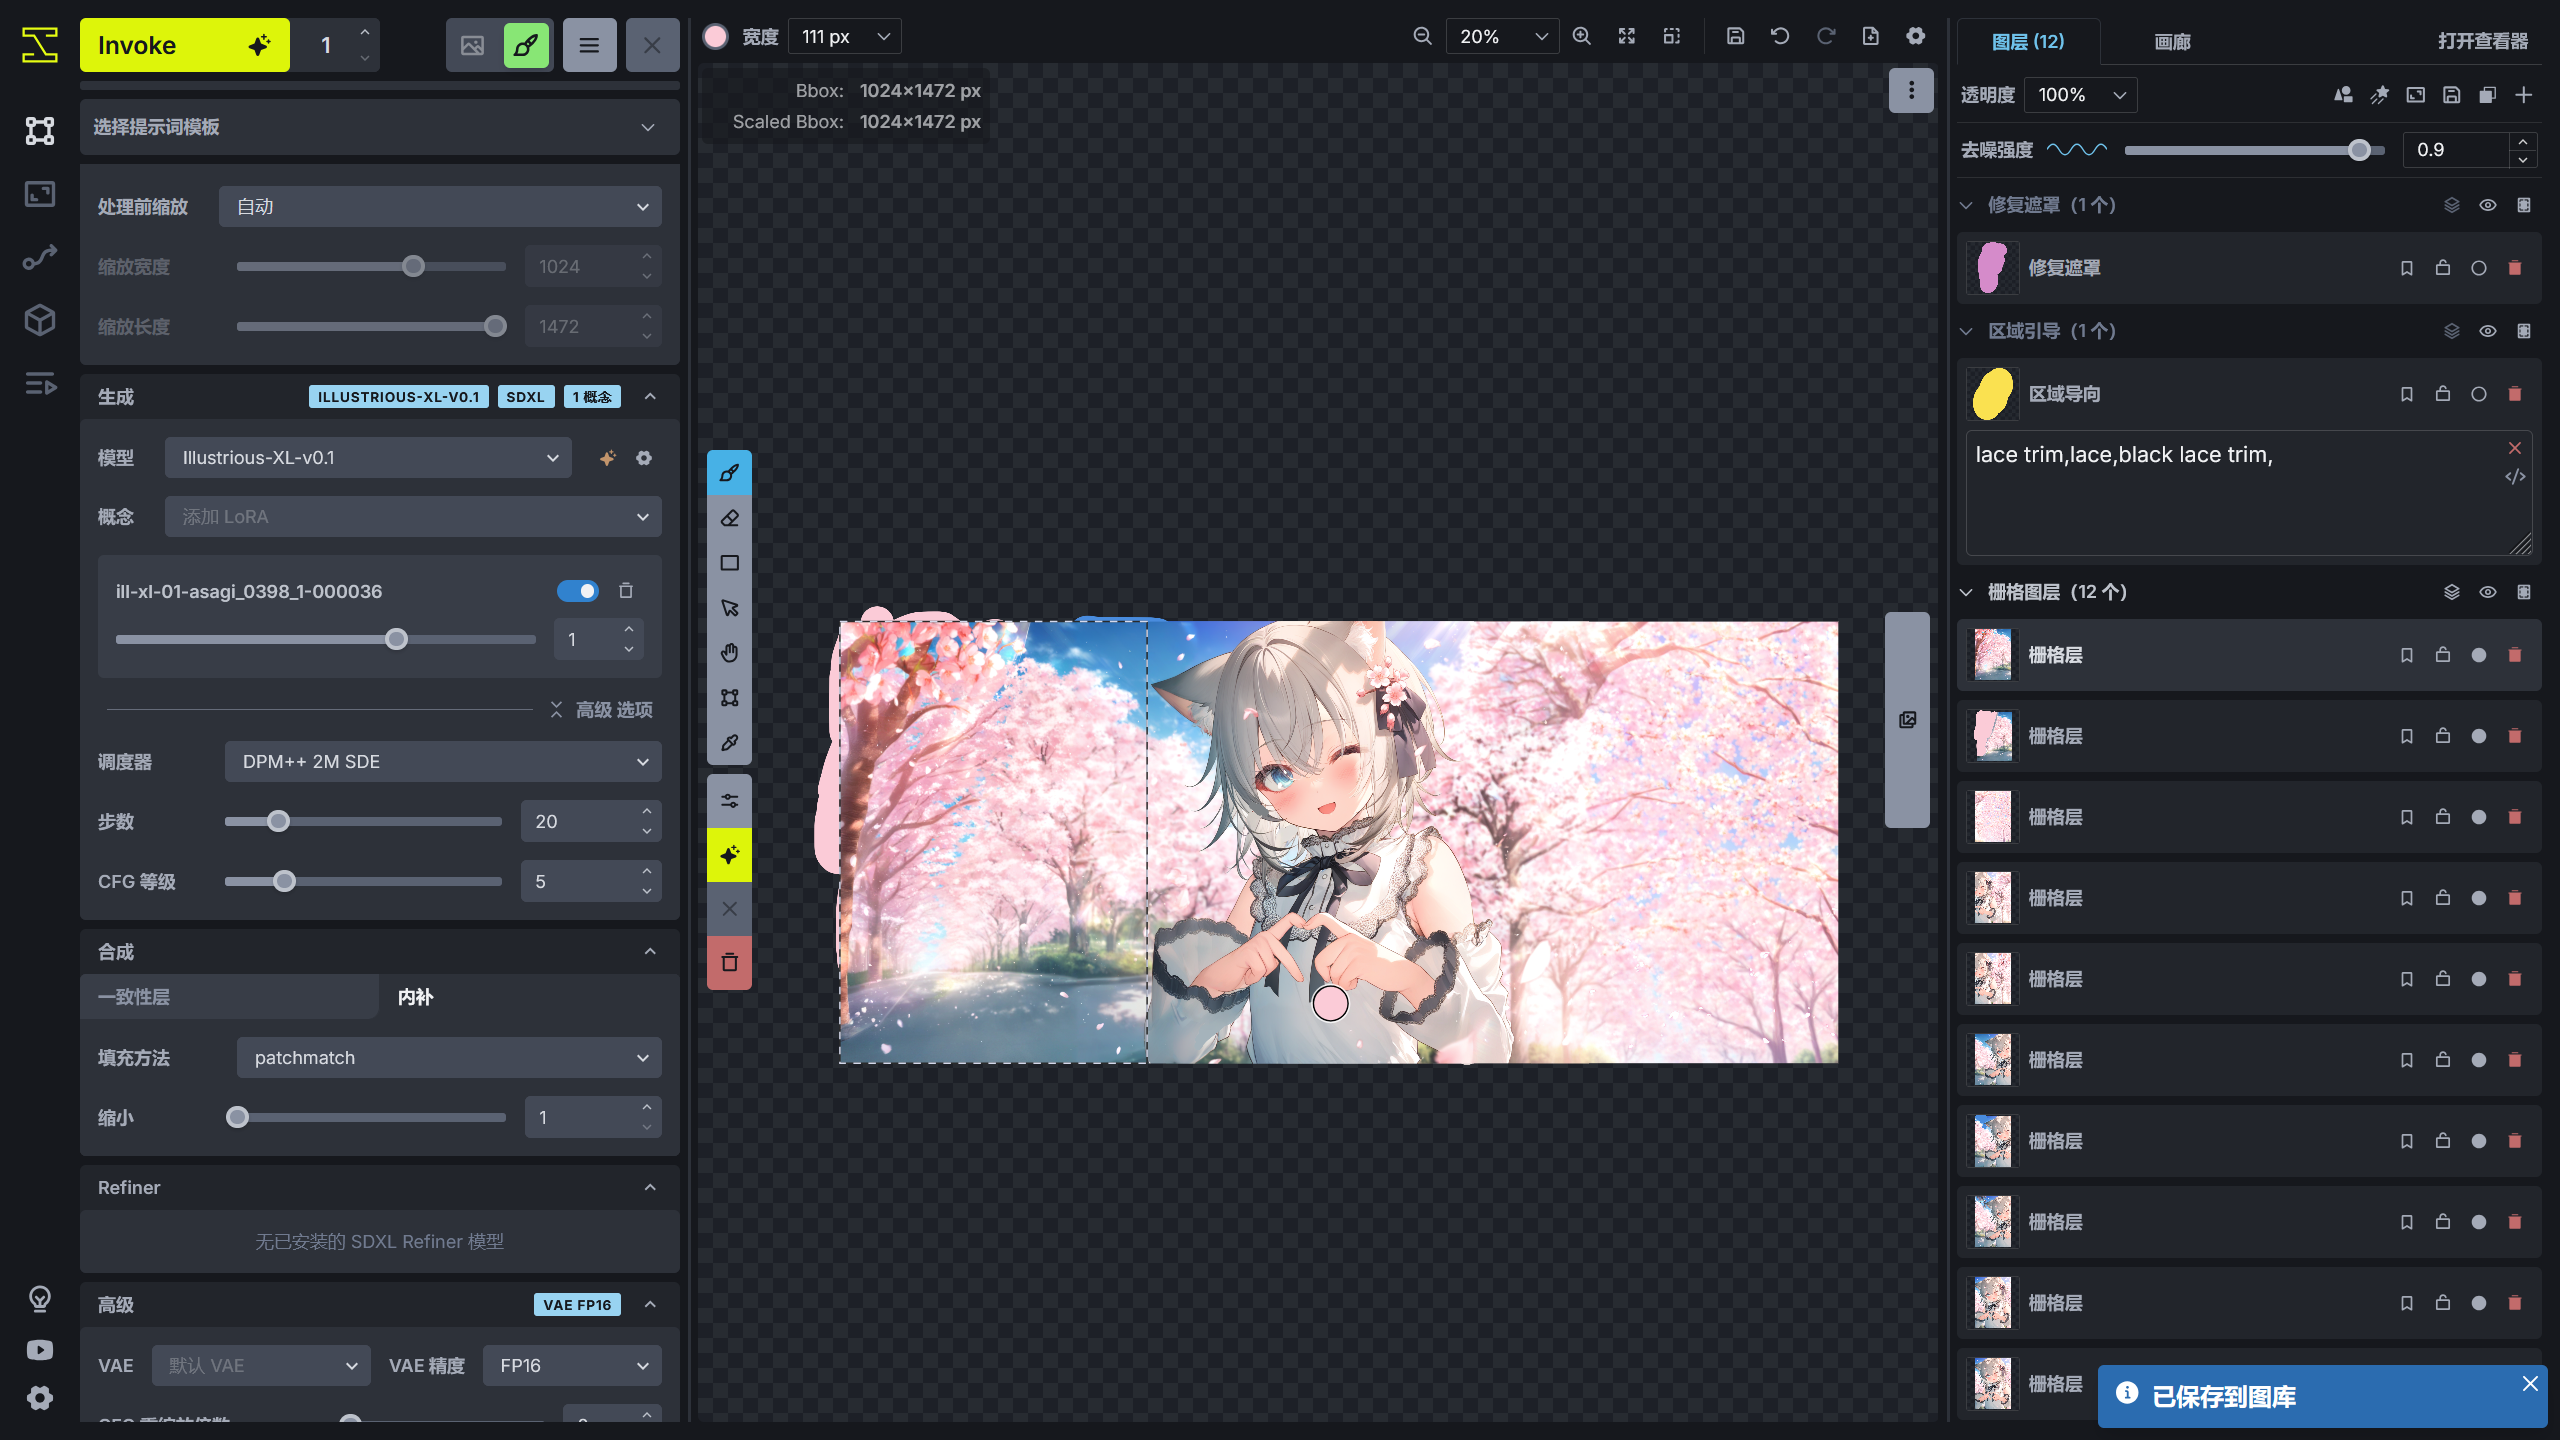 Invoke
1
选择提示词模板
处理前缩放
自动
缩放宽度
1024
缩放长度
1472
生成
ILLUSTRIOUS-XL-V0.1
SDXL
1 概念
模型
Illustrious-XL-v0.1
概念
添加 LoRA
ill-xl-01-asagi_0398_1-000036
1
高级 选项
调度器
DPM++ 2M SDE
步数
20
CFG 等级
5
合成
一致性层
内补
填充方法
patchmatch
缩小
1
Refiner
无已安装的 SDXL Refiner 模型
高级
VAE FP16
VAE
默认 VAE
VAE 精度
FP16
宽度
111 px
20%
Bbox: 1024×1472 px
Scaled Bbox: 1024×1472 px
图层 (12)
画廊
打开查看器
透明度
100%
去噪强度
0.9
修复遮罩（1 个）
修复遮罩
区域引导（1 个）
区域导向
lace trim,lace,black lace trim,
栅格图层（12 个）
栅格层
栅格层
栅格层
栅格层
栅格层
栅格层
栅格层
栅格层
栅格层
栅格层
已保存到图库